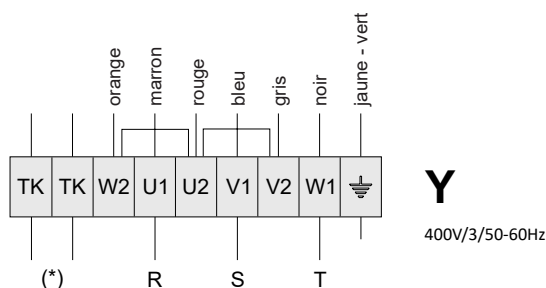 orange marron rouge bleu gris noir jaune - vert
TK TK W2 U1 U2 V1 V2 W1
Y
400V/3/50-60Hz
(*) R S T